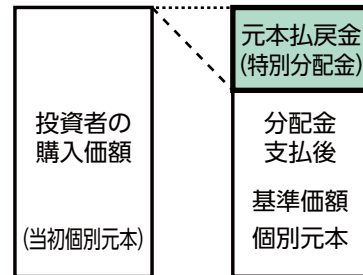 投資者の
購入価額
(当初個別元本)
元本払戻金
(特別分配金)
分配金
支払後
基準価額
個別元本